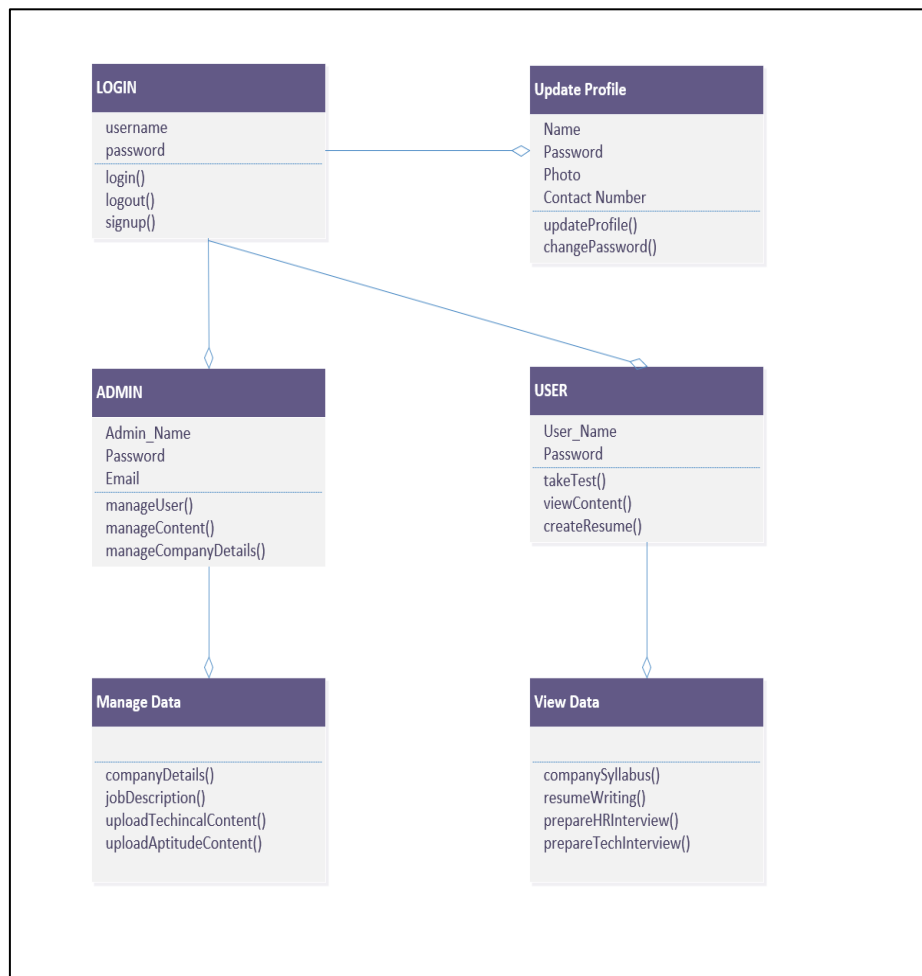 LOGIN
username
password
login()
logout()
signup()
Update Profile
Name
Password
Photo
Contact Number
updateProfile()
changePassword()
ADMIN
Admin_Name
Password
Email
manageUser()
manageContent()
manageCompanyDetails()
USER
User_Name
Password
takeTest()
viewContent()
createResume()
Manage Data
companyDetails()
jobDescription()
uploadTechincalContent()
uploadAptitudeContent()
View Data
companySyllabus()
resumeWriting()
prepareHRInterview()
prepareTechInterview()